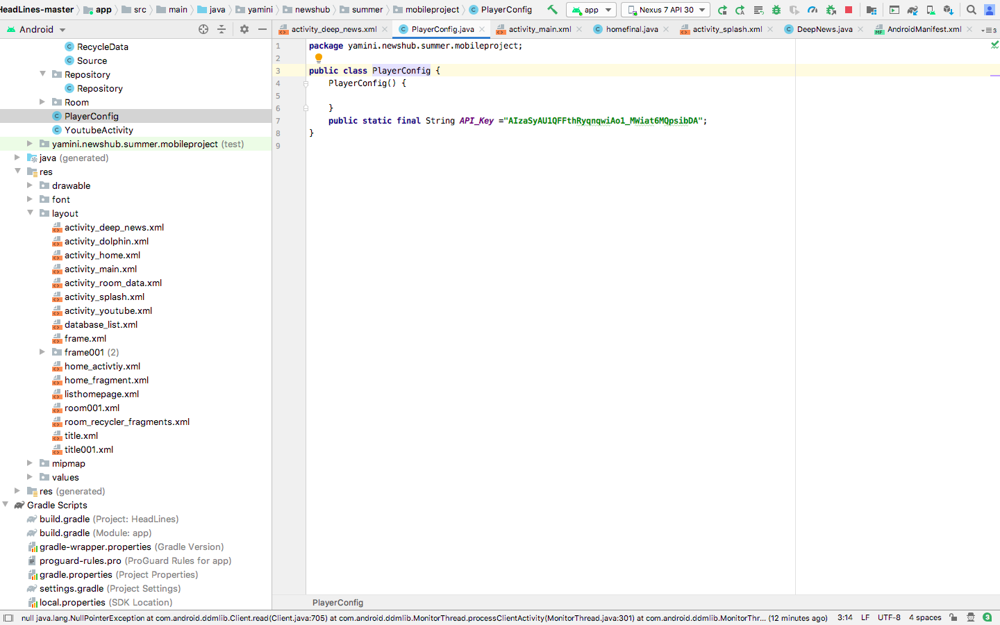 HeadLines-master app src main java yamini newshub summer mobileproject PlayerConfig app Nexus 7 API 30
Android
activity_deep_news.xml PlayerConfig.java activity_main.xml homefinal.java activity_splash.xml DeepNews.java AndroidManifest.xml 3
RecycleData
Source
Repository
Repository
Room
PlayerConfig
YoutubeActivity
yamini.newshub.summer.mobileproject (test)
java (generated)
res
drawable
font
layout
activity_deep_news.xml
activity_dolphin.xml
activity_home.xml
activity_main.xml
activity_room_data.xml
activity_splash.xml
activity_youtube.xml
database_list.xml
frame.xml
frame001 (2)
home_activtiy.xml
home_fragment.xml
listhomepage.xml
room001.xml
room_recycler_fragments.xml
title.xml
title001.xml
mipmap
values
res (generated)
Gradle Scripts
build.gradle (Project: HeadLines)
build.gradle (Module: app)
gradle-wrapper.properties (Gradle Version)
proguard-rules.pro (ProGuard Rules for app)
gradle.properties (Project Properties)
settings.gradle (Project Settings)
local.properties (SDK Location)
1 package yamini.newshub.summer.mobileproject;
2
3 public class PlayerConfig {
4 PlayerConfig() {
5
6 }
7 public static final String API_Key ="AIzaSyAU1QFFthRyqnqwiAo1_MWiat6MQpsibDA";
8 }
9
PlayerConfig
null java.lang.NullPointerException at com.android.ddmlib.Client.read(Client.java:705) at com.android.ddmlib.MonitorThread.processClientActivity(MonitorThread.java:301) at com.android.ddmlib.MonitorThr... (12 minutes ago) 3:14 LF UTF-8 4 spaces 3